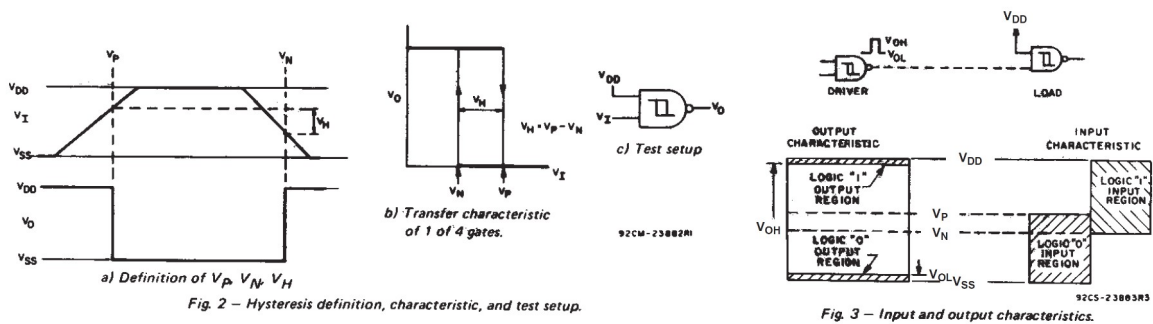 VP
VN
VDD
VI
VH
VSS
VDD
VO
VSS
a) Definition of VP, VN, VH
VO
VH
VH = VP - VN
VI
VN
VP
b) Transfer characteristic
of 1 of 4 gates.
VDD
VI
VO
c) Test setup
92CM-23882R1
Fig. 2 – Hysteresis definition, characteristic, and test setup.
VDD
VOH
VOL
DRIVER
LOAD
OUTPUT
CHARACTERISTIC
INPUT
CHARACTERISTIC
VDD
LOGIC "1"
OUTPUT
REGION
LOGIC "1"
INPUT
REGION
VOH
VP
VN
LOGIC "0"
OUTPUT
REGION
LOGIC "0"
INPUT
REGION
VOL
VSS
92CS-23883R3
Fig. 3 – Input and output characteristics.